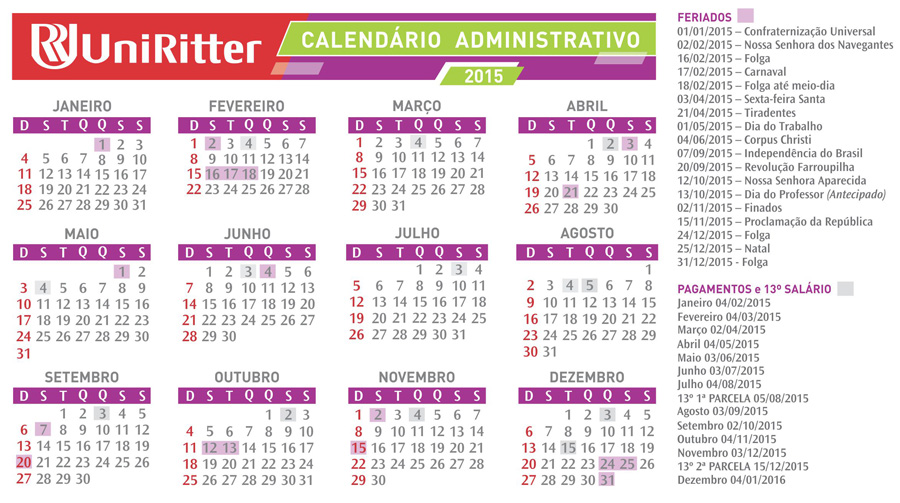 UniRitter
CALENDÁRIO ADMINISTRATIVO
2015
JANEIRO
D S T Q Q S S
1 2 3
4 5 6 7 8 9 10
11 12 13 14 15 16 17
18 19 20 21 22 23 24
25 26 27 28 29 30 31
FEVEREIRO
D S T Q Q S S
1 2 3 4 5 6 7
8 9 10 11 12 13 14
15 16 17 18 19 20 21
22 23 24 25 26 27 28
MARÇO
D S T Q Q S S
1 2 3 4 5 6 7
8 9 10 11 12 13 14
15 16 17 18 19 20 21
22 23 24 25 26 27 28
29 30 31
ABRIL
D S T Q Q S S
1 2 3 4
5 6 7 8 9 10 11
12 13 14 15 16 17 18
19 20 21 22 23 24 25
26 27 28 29 30
MAIO
D S T Q Q S S
1 2
3 4 5 6 7 8 9
10 11 12 13 14 15 16
17 18 19 20 21 22 23
24 25 26 27 28 29 30
31
JUNHO
D S T Q Q S S
1 2 3 4 5 6
7 8 9 10 11 12 13
14 15 16 17 18 19 20
21 22 23 24 25 26 27
28 29 30
JULHO
D S T Q Q S S
1 2 3 4
5 6 7 8 9 10 11
12 13 14 15 16 17 18
19 20 21 22 23 24 25
26 27 28 29 30 31
AGOSTO
D S T Q Q S S
1
2 3 4 5 6 7 8
9 10 11 12 13 14 15
16 17 18 19 20 21 22
23 24 25 26 27 28 29
30 31
SETEMBRO
D S T Q Q S S
1 2 3 4 5
6 7 8 9 10 11 12
13 14 15 16 17 18 19
20 21 22 23 24 25 26
27 28 29 30
OUTUBRO
D S T Q Q S S
1 2 3
4 5 6 7 8 9 10
11 12 13 14 15 16 17
18 19 20 21 22 23 24
25 26 27 28 29 30 31
NOVEMBRO
D S T Q Q S S
1 2 3 4 5 6 7
8 9 10 11 12 13 14
15 16 17 18 19 20 21
22 23 24 25 26 27 28
29 30
DEZEMBRO
D S T Q Q S S
1 2 3 4 5
6 7 8 9 10 11 12
13 14 15 16 17 18 19
20 21 22 23 24 25 26
27 28 29 30 31
FERIADOS
01/01/2015 – Confraternização Universal
02/02/2015 – Nossa Senhora dos Navegantes
16/02/2015 – Folga
17/02/2015 – Carnaval
18/02/2015 – Folga até meio-dia
03/04/2015 – Sexta-feira Santa
21/04/2015 – Tiradentes
01/05/2015 – Dia do Trabalho
04/06/2015 – Corpus Christi
07/09/2015 – Independência do Brasil
20/09/2015 – Revolução Farroupilha
12/10/2015 – Nossa Senhora Aparecida
13/10/2015 – Dia do Professor (Antecipado)
02/11/2015 – Finados
15/11/2015 – Proclamação da República
24/12/2015 – Folga
25/12/2015 – Natal
31/12/2015 - Folga
PAGAMENTOS e 13º SALÁRIO
Janeiro 04/02/2015
Fevereiro 04/03/2015
Março 02/04/2015
Abril 04/05/2015
Maio 03/06/2015
Junho 03/07/2015
Julho 04/08/2015
13º 1ª PARCELA 05/08/2015
Agosto 03/09/2015
Setembro 02/10/2015
Outubro 04/11/2015
Novembro 03/12/2015
13º 2ª PARCELA 15/12/2015
Dezembro 04/01/2016